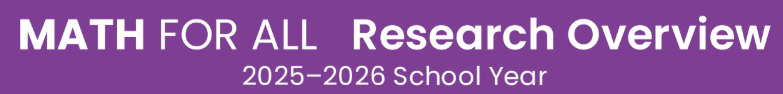 MATH FOR ALL Research Overview
2025–2026 School Year